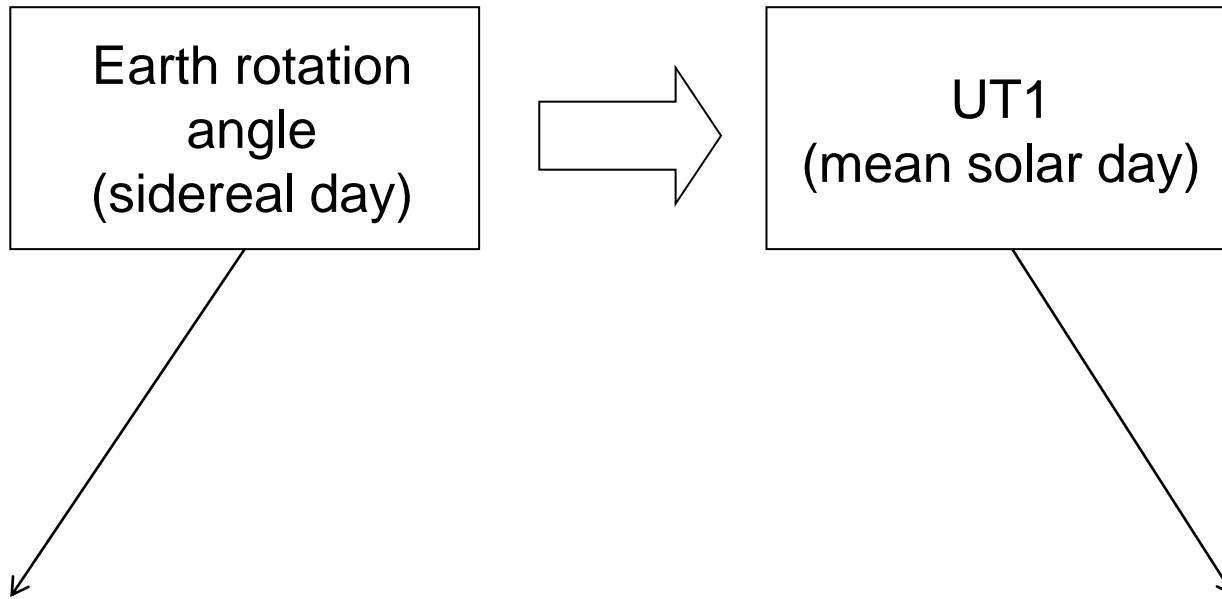 Earth rotation
angle
(sidereal day)
UT1
(mean solar day)